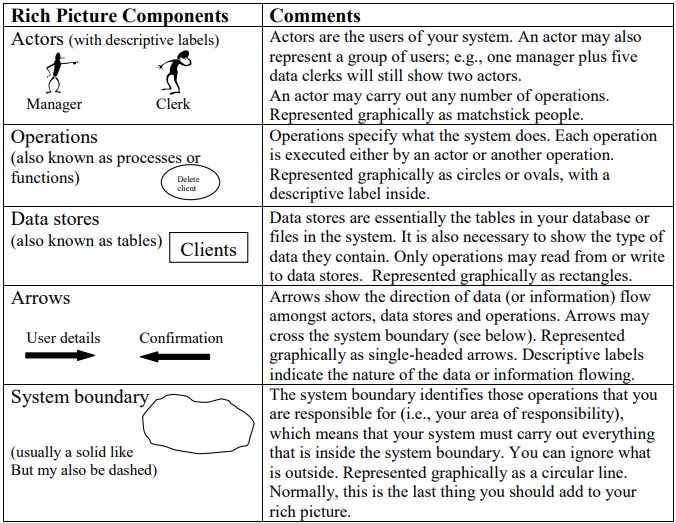 Rich Picture Components
Comments
Actors (with descriptive labels)
Manager
Clerk
Actors are the users of your system. An actor may also
represent a group of users; e.g., one manager plus five
data clerks will still show two actors.
An actor may carry out any number of operations.
Represented graphically as matchstick people.
Operations
(also known as processes or
functions)
Delete
client
Operations specify what the system does. Each operation
is executed either by an actor or another operation.
Represented graphically as circles or ovals, with a
descriptive label inside.
Data stores
(also known as tables)
Clients
Data stores are essentially the tables in your database or
files in the system. It is also necessary to show the type of
data they contain. Only operations may read from or write
to data stores.  Represented graphically as rectangles.
Arrows
User details
Confirmation
Arrows show the direction of data (or information) flow
amongst actors, data stores and operations. Arrows may
cross the system boundary (see below). Represented
graphically as single-headed arrows. Descriptive labels
indicate the nature of the data or information flowing.
System boundary
(usually a solid like
But my also be dashed)
The system boundary identifies those operations that you
are responsible for (i.e., your area of responsibility),
which means that your system must carry out everything
that is inside the system boundary. You can ignore what
is outside. Represented graphically as a circular line.
Normally, this is the last thing you should add to your
rich picture.